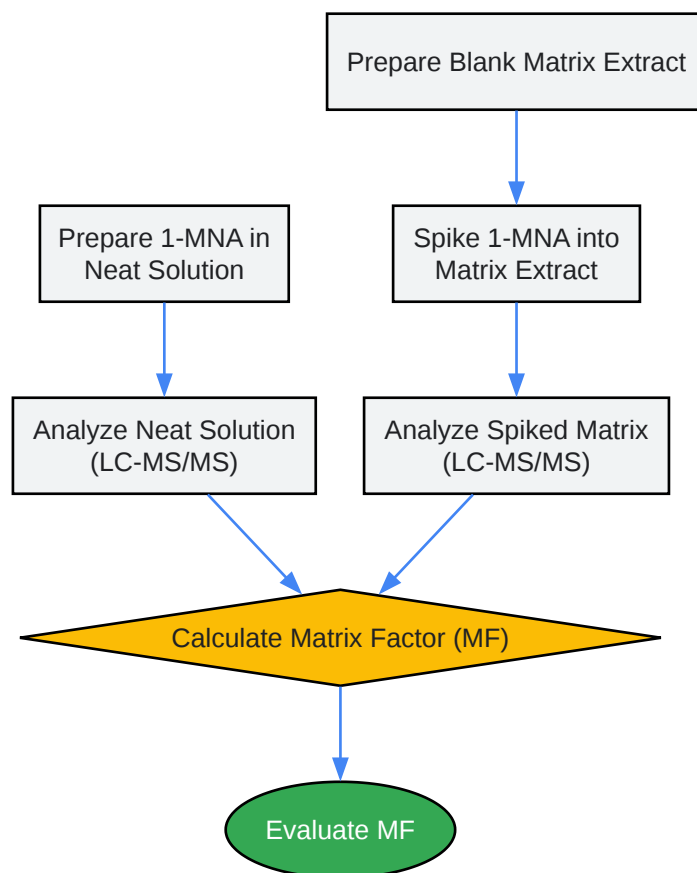 Prepare Blank Matrix Extract
Prepare 1-MNA in
Neat Solution
Spike 1-MNA into
Matrix Extract
Analyze Neat Solution
(LC-MS/MS)
Analyze Spiked Matrix
(LC-MS/MS)
Calculate Matrix Factor (MF)
Evaluate MF